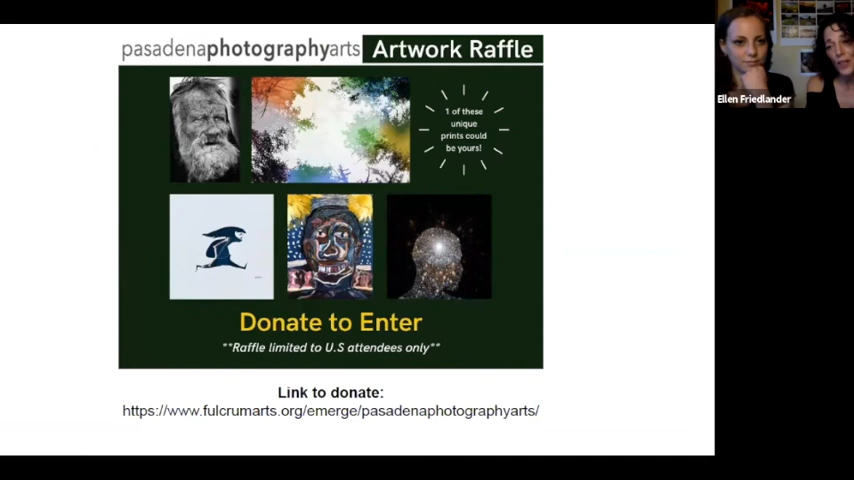 pasadenaphotographyarts Artwork Raffle
1 of these
unique
prints could
be yours!
Donate to Enter
**Raffle limited to U.S attendees only**
Link to donate:
https://www.fulcrumarts.org/emerge/pasadenaphotographyarts/
Ellen Friedlander